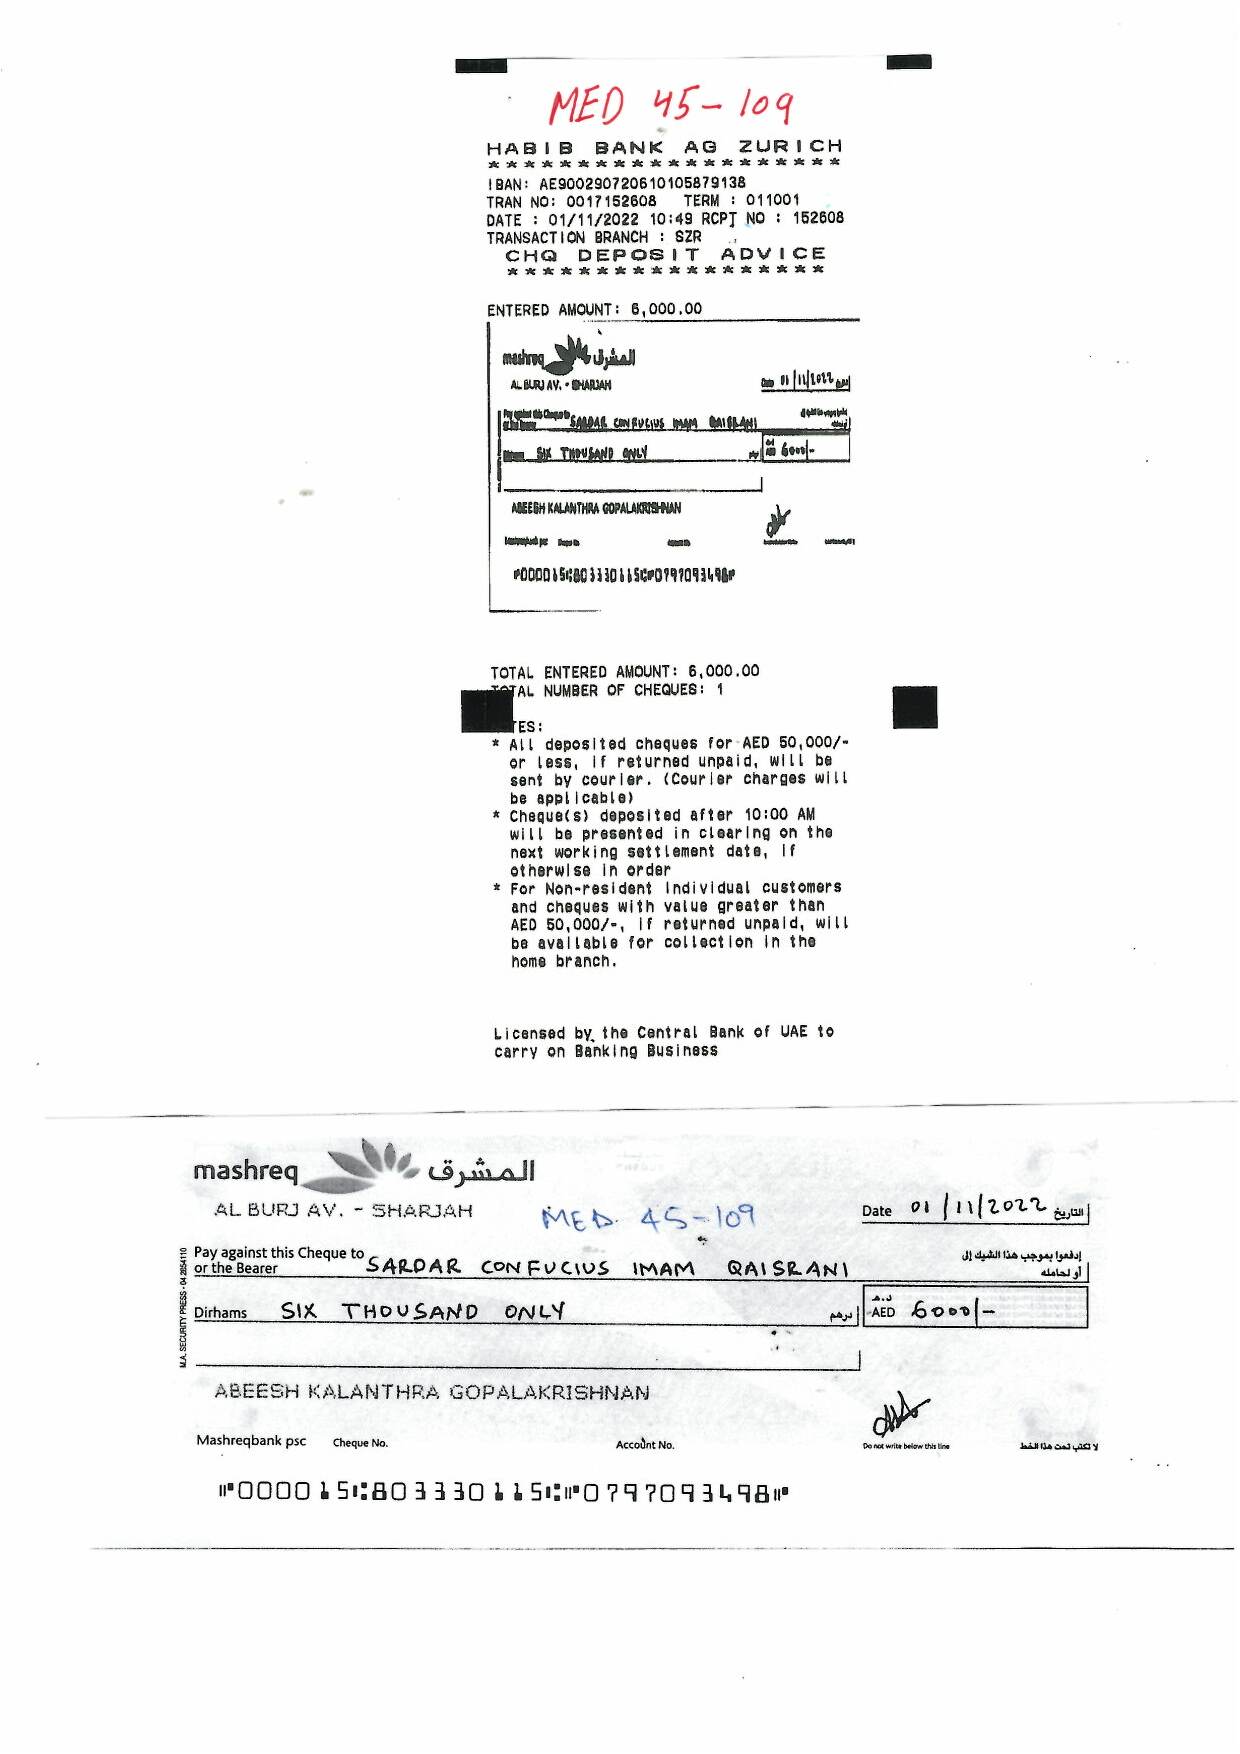 MED 45-109
HABIB BANK AG ZURICH
********************
IBAN: AE900290720610105879138
TRAN NO: 0017152608 TERM : 011001
DATE : 01/11/2022 10:49 RCPT NO : 152608
TRANSACTION BRANCH : SZR
CHQ DEPOSIT ADVICE
******************
ENTERED AMOUNT: 6,000.00
mashreq المشرق
AL BURJ AV. - SHARJAH
Date 01/11/2022 التاريخ
Pay against this Cheque to
or the Bearer SARDAR CONFUCIUS IMAM QAISRANI
SIX THOUSAND ONLY
AED 6000/-
ABEESH KALANTHRA GOPALAKRISHNAN
Mashreqbank psc
⑈000015⑆803330115⑆⑈0797093498⑈
TOTAL ENTERED AMOUNT: 6,000.00
TOTAL NUMBER OF CHEQUES: 1
TES:
* All deposited cheques for AED 50,000/-
or less, if returned unpaid, will be
sent by courier. (Courier charges will
be applicable)
* Cheque(s) deposited after 10:00 AM
will be presented in clearing on the
next working settlement date, if
otherwise in order
* For Non-resident individual customers
and cheques with value greater than
AED 50,000/-, if returned unpaid, will
be available for collection in the
home branch.
Licensed by the Central Bank of UAE to
carry on Banking Business
mashreq المشرق
AL BURJ AV. - SHARJAH
MED 45-109
Date 01/11/2022 التاريخ
Pay against this Cheque to إدفعوا بموجب هذا الشيك إلى
or the Bearer SARDAR CONFUCIUS IMAM QAISRANI أو لحامله
Dirhams SIX THOUSAND ONLY درهم
د.إ.
AED 6000/-
M.A. SECURITY PRESS
ABEESH KALANTHRA GOPALAKRISHNAN
Mashreqbank psc Cheque No. Account No. Do not write below this line لا تكتب تحت هذا الخط
⑈000015⑆803330115⑆⑈0797093498⑈